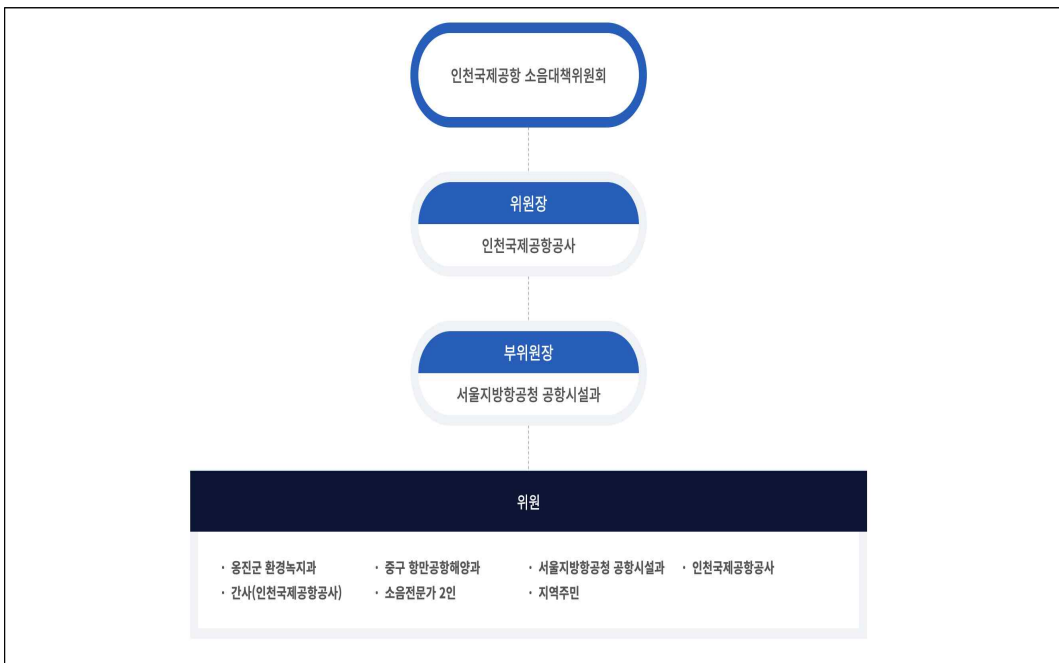 인천국제공항 소음대책위원회
위원장
인천국제공항공사
부위원장
서울지방항공청 공항시설과
위원
· 옹진군 환경녹지과 · 중구 항만공항해양과 · 서울지방항공청 공항시설과 · 인천국제공항공사
· 간사(인천국제공항공사) · 소음전문가 2인 · 지역주민